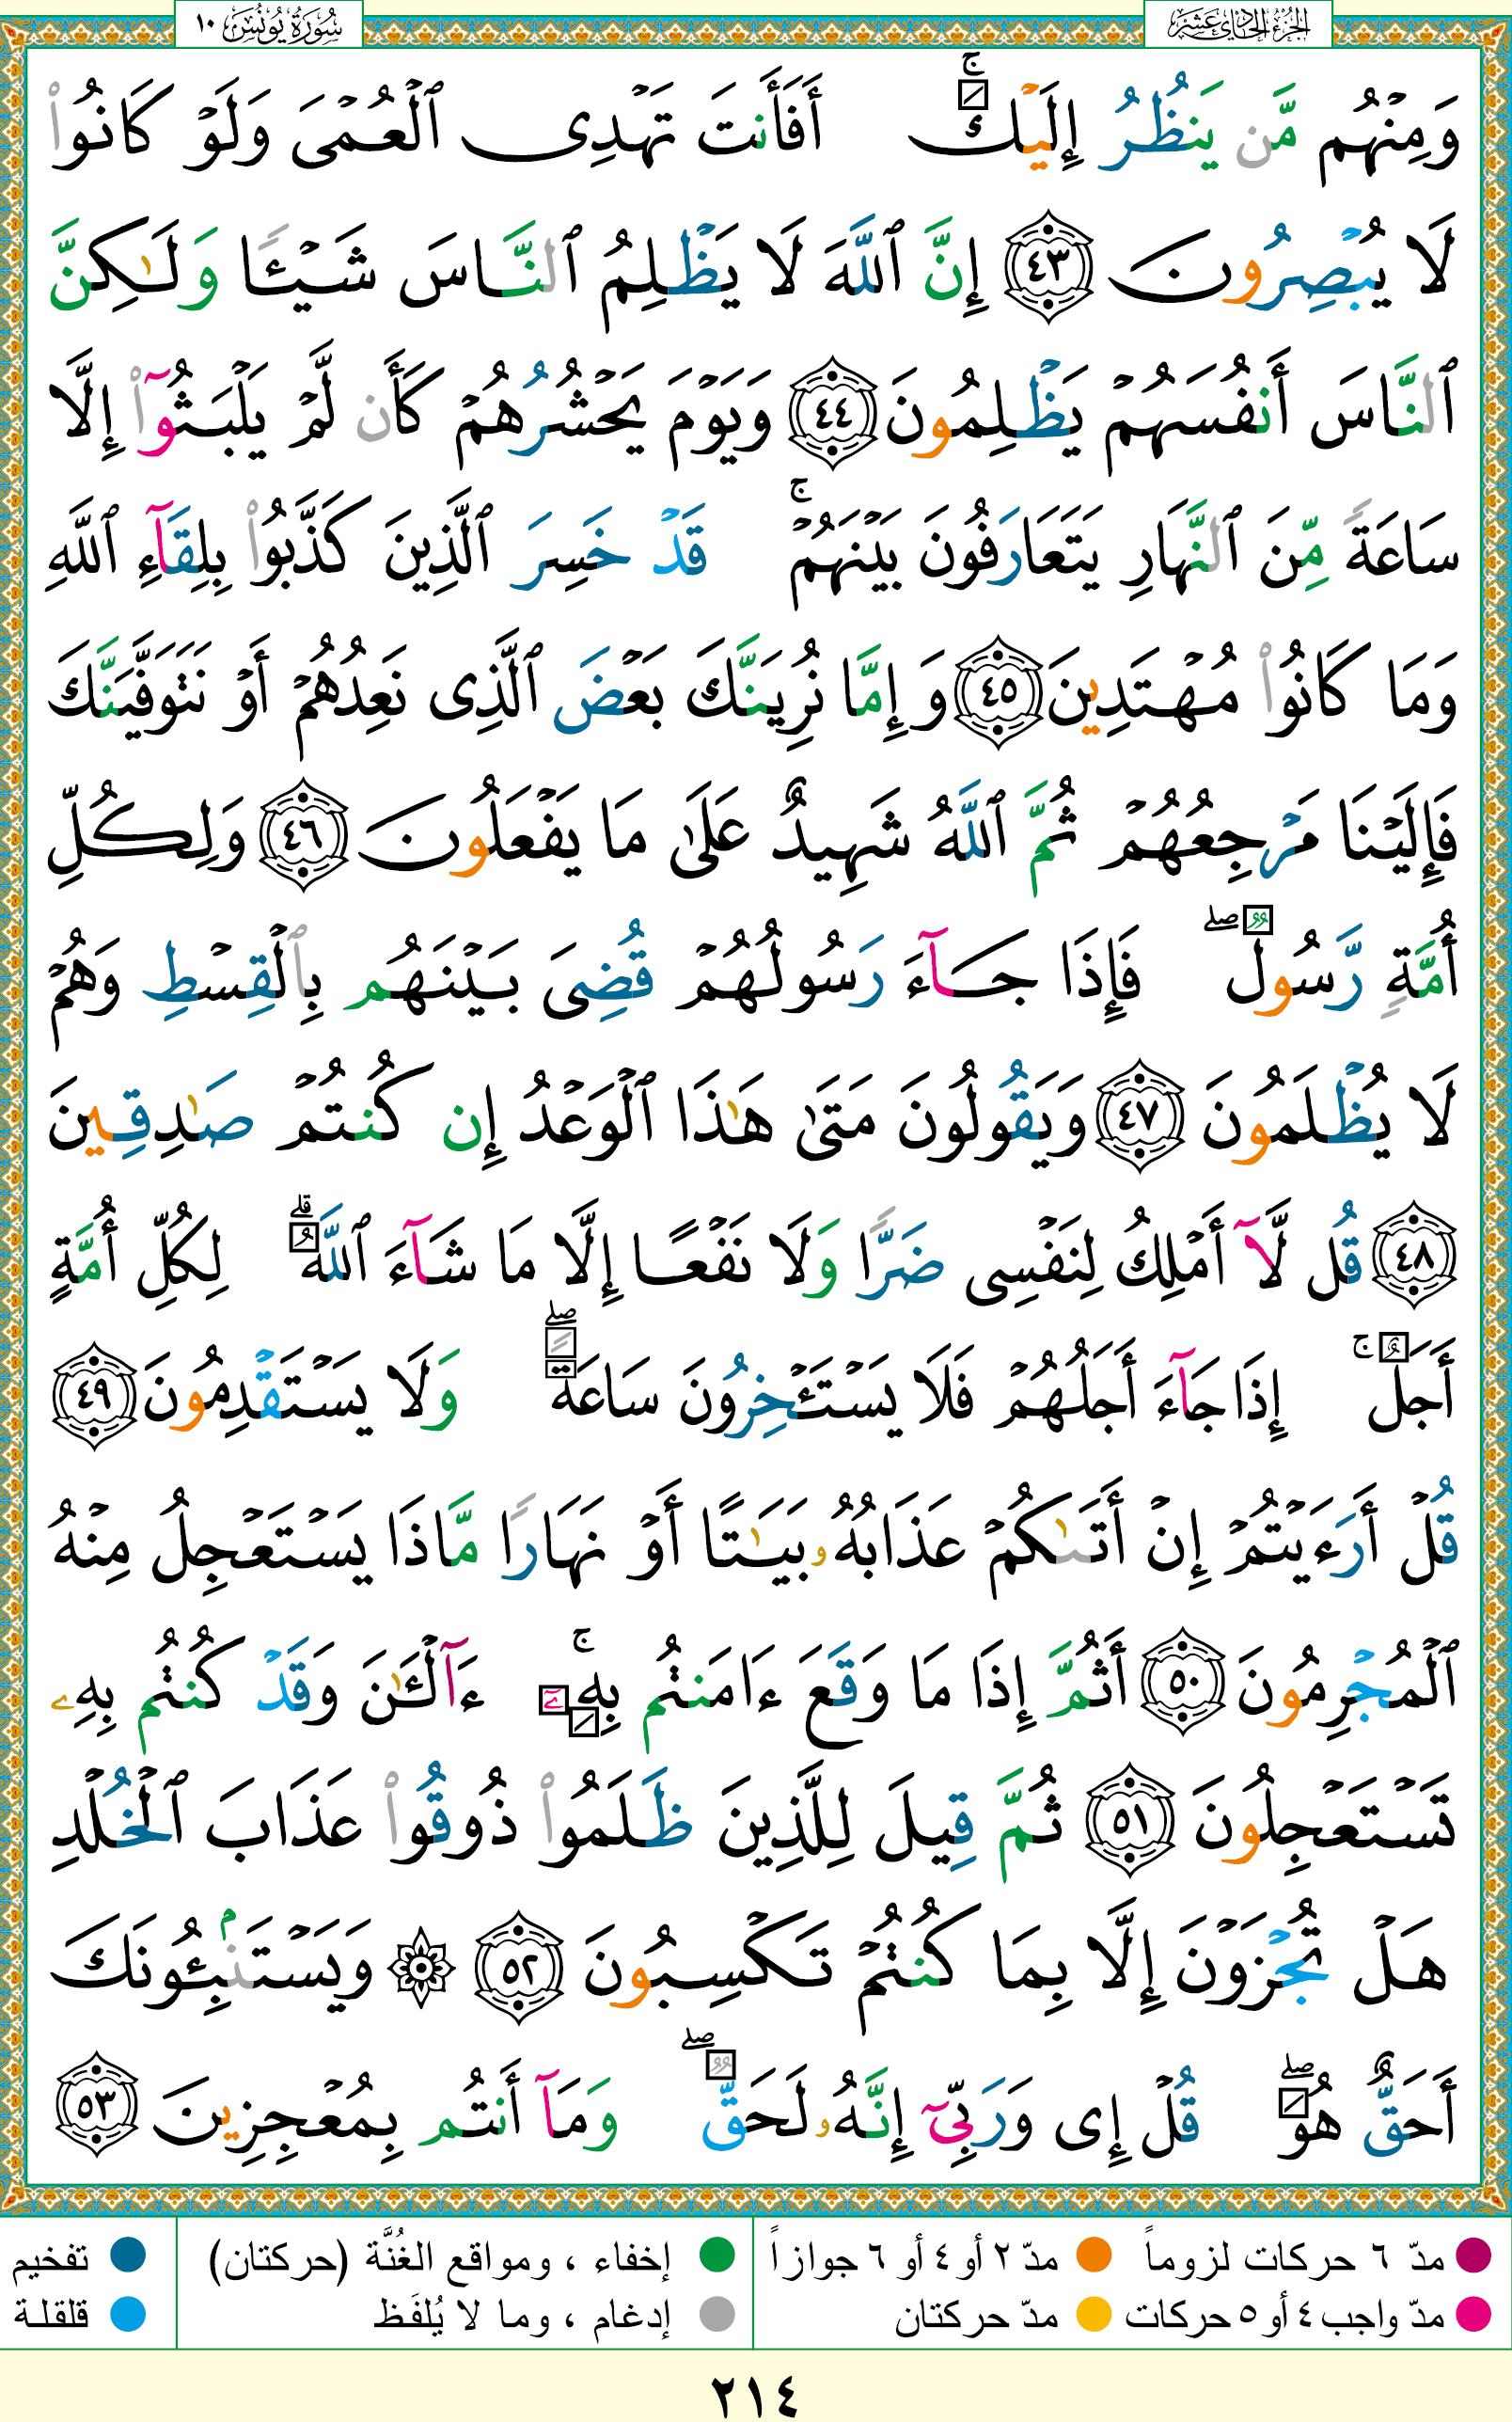 سُورَةُ يُونُس ١٠
الجُزْءُ الحَادِي عَشَر
وَمِنْهُم مَّن يَنظُرُ إِلَيْكَ ۚ أَفَأَنتَ تَهْدِى ٱلْعُمْىَ وَلَوْ كَانُوا۟
لَا يُبْصِرُونَ ٤٣ إِنَّ ٱللَّهَ لَا يَظْلِمُ ٱلنَّاسَ شَيْـًٔا وَلَـٰكِنَّ
ٱلنَّاسَ أَنفُسَهُمْ يَظْلِمُونَ ٤٤ وَيَوْمَ يَحْشُرُهُمْ كَأَن لَّمْ يَلْبَثُوٓا۟ إِلَّا
سَاعَةً مِّنَ ٱلنَّهَارِ يَتَعَارَفُونَ بَيْنَهُمْ ۚ قَدْ خَسِرَ ٱلَّذِينَ كَذَّبُوا۟ بِلِقَآءِ ٱللَّهِ
وَمَا كَانُوا۟ مُهْتَدِينَ ٤٥ وَإِمَّا نُرِيَنَّكَ بَعْضَ ٱلَّذِى نَعِدُهُمْ أَوْ نَتَوَفَّيَنَّكَ
فَإِلَيْنَا مَرْجِعُهُمْ ثُمَّ ٱللَّهُ شَهِيدٌ عَلَىٰ مَا يَفْعَلُونَ ٤٦ وَلِكُلِّ
أُمَّةٍ رَّسُولٌ ۖ فَإِذَا جَآءَ رَسُولُهُمْ قُضِىَ بَيْنَهُم بِٱلْقِسْطِ وَهُمْ
لَا يُظْلَمُونَ ٤٧ وَيَقُولُونَ مَتَىٰ هَـٰذَا ٱلْوَعْدُ إِن كُنتُمْ صَـٰدِقِينَ
٤٨ قُل لَّآ أَمْلِكُ لِنَفْسِى ضَرًّا وَلَا نَفْعًا إِلَّا مَا شَآءَ ٱللَّهُ ۗ لِكُلِّ أُمَّةٍ
أَجَلٌ ۚ إِذَا جَآءَ أَجَلُهُمْ فَلَا يَسْتَـْٔخِرُونَ سَاعَةً ۖ وَلَا يَسْتَقْدِمُونَ ٤٩
قُلْ أَرَءَيْتُمْ إِنْ أَتَىٰكُمْ عَذَابُهُۥ بَيَـٰتًا أَوْ نَهَارًا مَّاذَا يَسْتَعْجِلُ مِنْهُ
ٱلْمُجْرِمُونَ ٥٠ أَثُمَّ إِذَا مَا وَقَعَ ءَامَنتُم بِهِۦٓ ۚ ءَآلْـَٔـٰنَ وَقَدْ كُنتُم بِهِۦ
تَسْتَعْجِلُونَ ٥١ ثُمَّ قِيلَ لِلَّذِينَ ظَلَمُوا۟ ذُوقُوا۟ عَذَابَ ٱلْخُلْدِ
هَلْ تُجْزَوْنَ إِلَّا بِمَا كُنتُمْ تَكْسِبُونَ ٥٢ ۞ وَيَسْتَنۢبِـُٔونَكَ
أَحَقٌّ هُوَ ۖ قُلْ إِى وَرَبِّىٓ إِنَّهُۥ لَحَقٌّ ۖ وَمَآ أَنتُم بِمُعْجِزِينَ ٥٣
مدّ ٦ حركات لزوماً مدّ ٢ أو ٤ أو ٦ جوازاً إخفاء ، ومواقع الغُنَّة (حركتان) تفخيم
مدّ واجب ٤ أو ٥ حركات مدّ حركتان إدغام ، وما لا يُلفَظ قلقلة
٢١٤